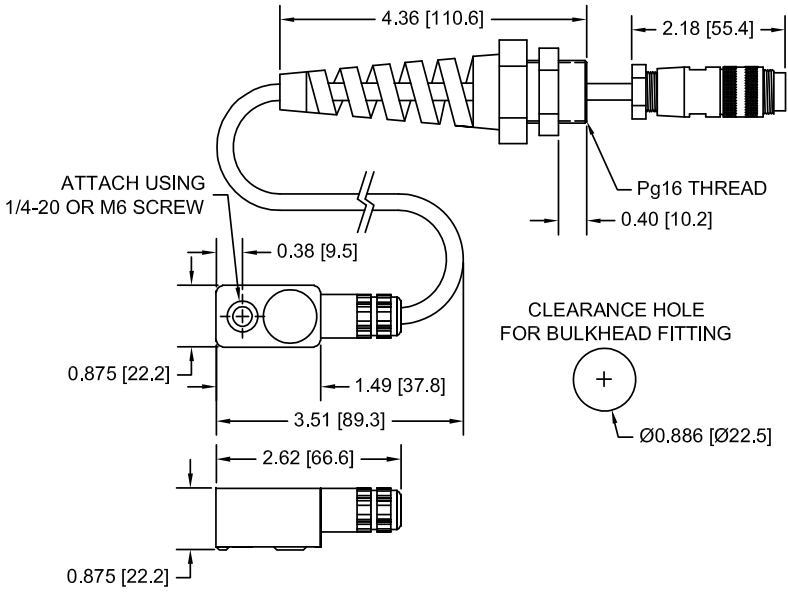 4.36 [110.6]
2.18 [55.4]
ATTACH USING
1/4-20 OR M6 SCREW
Pg16 THREAD
0.40 [10.2]
0.38 [9.5]
CLEARANCE HOLE
FOR BULKHEAD FITTING
0.875 [22.2]
1.49 [37.8]
3.51 [89.3]
Ø0.886 [Ø22.5]
2.62 [66.6]
0.875 [22.2]